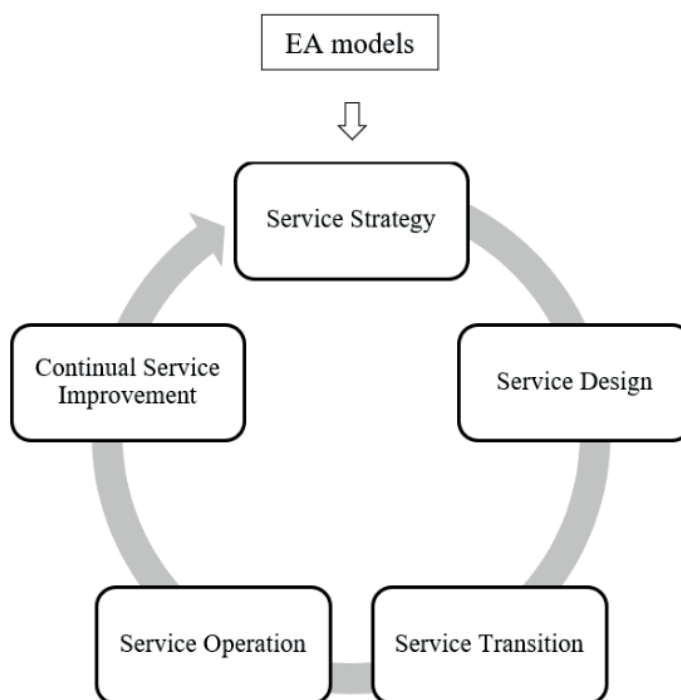 EA models
Service Strategy
Service Design
Service Transition
Service Operation
Continual Service
Improvement